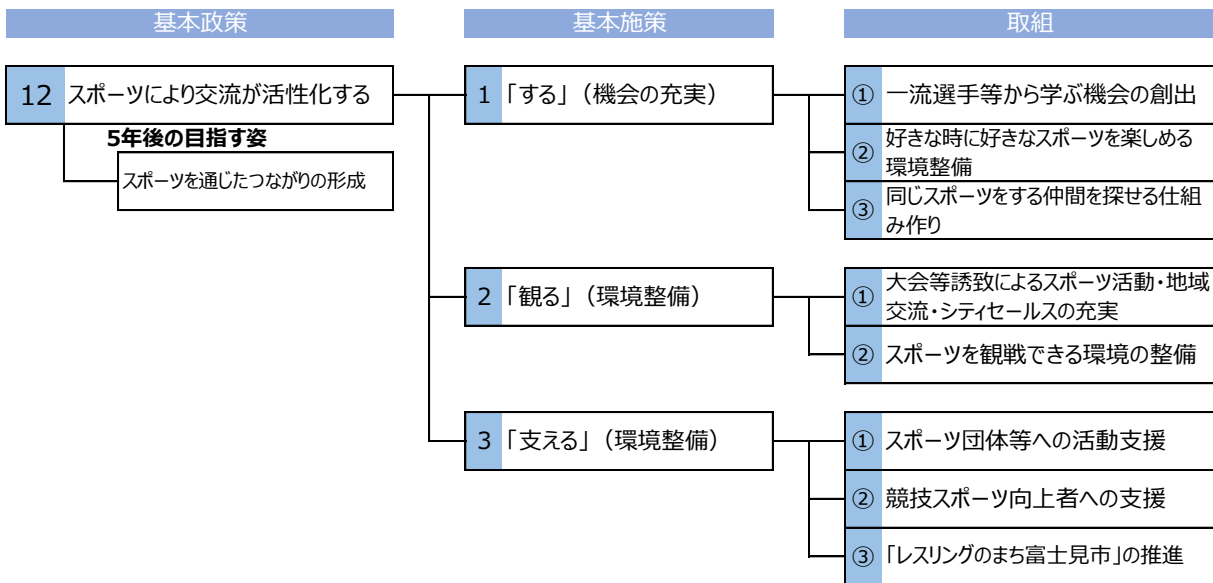 基本政策
基本施策
取組
12 スポーツにより交流が活性化する
5年後の目指す姿
スポーツを通じたつながりの形成
1 「する」（機会の充実）
① 一流選手等から学ぶ機会の創出
② 好きな時に好きなスポーツを楽しめる
環境整備
③ 同じスポーツをする仲間を探せる仕組
み作り
2 「観る」（環境整備）
① 大会等誘致によるスポーツ活動・地域
交流・シティセールスの充実
② スポーツを観戦できる環境の整備
3 「支える」（環境整備）
① スポーツ団体等への活動支援
② 競技スポーツ向上者への支援
③ 「レスリングのまち富士見市」の推進